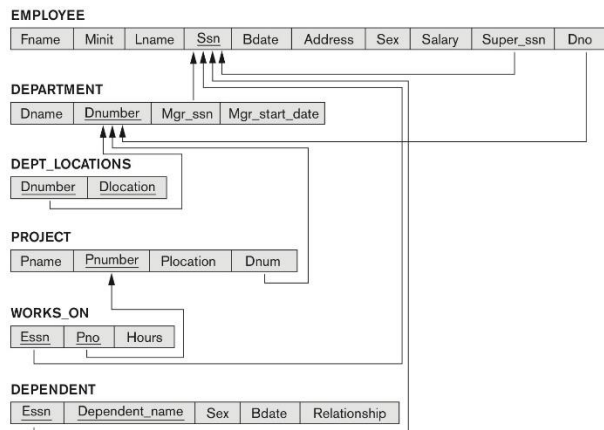 EMPLOYEE
Fname Minit Lname Ssn Bdate Address Sex Salary Super_ssn Dno
DEPARTMENT
Dname Dnumber Mgr_ssn Mgr_start_date
DEPT_LOCATIONS
Dnumber Dlocation
PROJECT
Pname Pnumber Plocation Dnum
WORKS_ON
Essn Pno Hours
DEPENDENT
Essn Dependent_name Sex Bdate Relationship